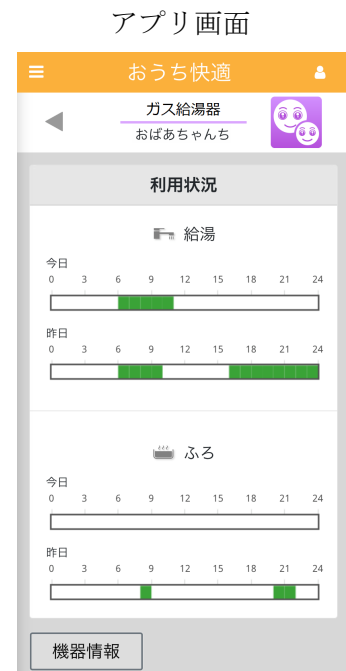 アプリ画面
おうち快適
ガス給湯器
おばあちゃんち
利用状況
給湯
今日
0 3 6 9 12 15 18 21 24
昨日
0 3 6 9 12 15 18 21 24
ふろ
今日
0 3 6 9 12 15 18 21 24
昨日
0 3 6 9 12 15 18 21 24
機器情報